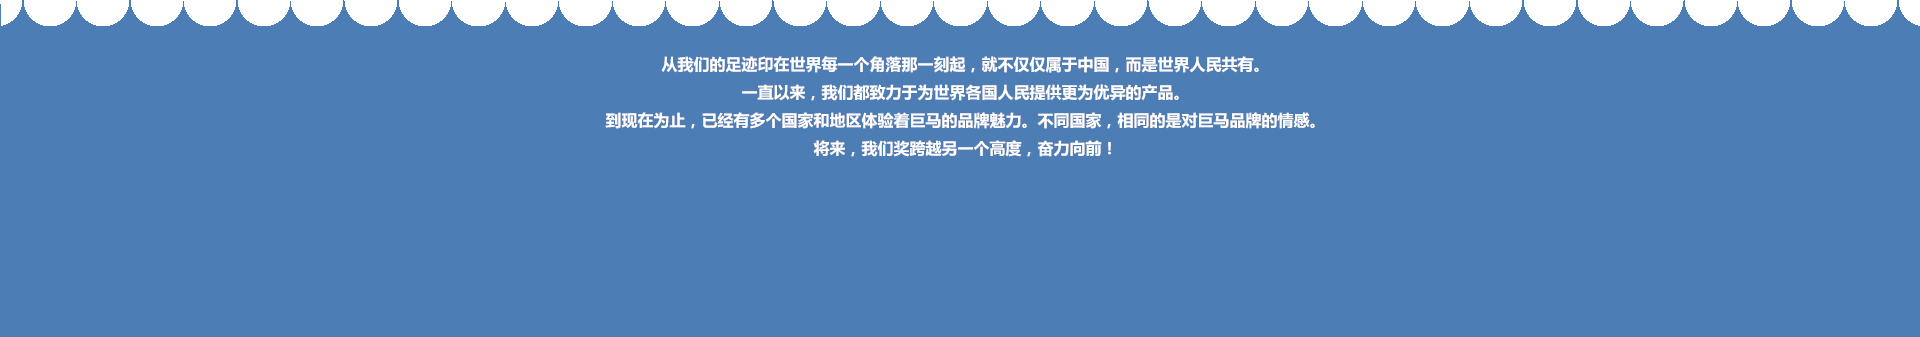 从我们的足迹印在世界每一个角落那一刻起，就不仅仅属于中国，而是世界人民共有。
一直以来，我们都致力于为世界各国人民提供更为优异的产品。
到现在为止，已经有多个国家和地区体验着巨马的品牌魅力。不同国家，相同的是对巨马品牌的情感。
将来，我们奖跨越另一个高度，奋力向前！